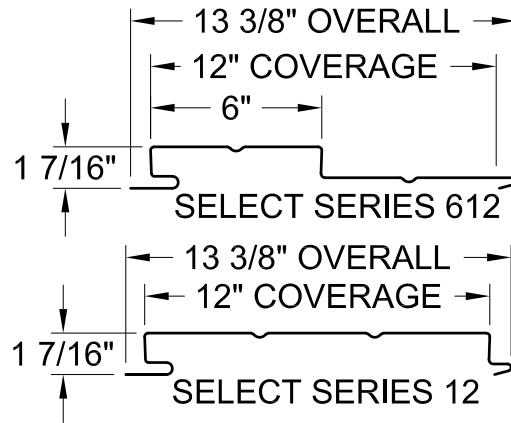 13 3/8" OVERALL
12" COVERAGE
6"
1 7/16"
SELECT SERIES 612
13 3/8" OVERALL
12" COVERAGE
1 7/16"
SELECT SERIES 12